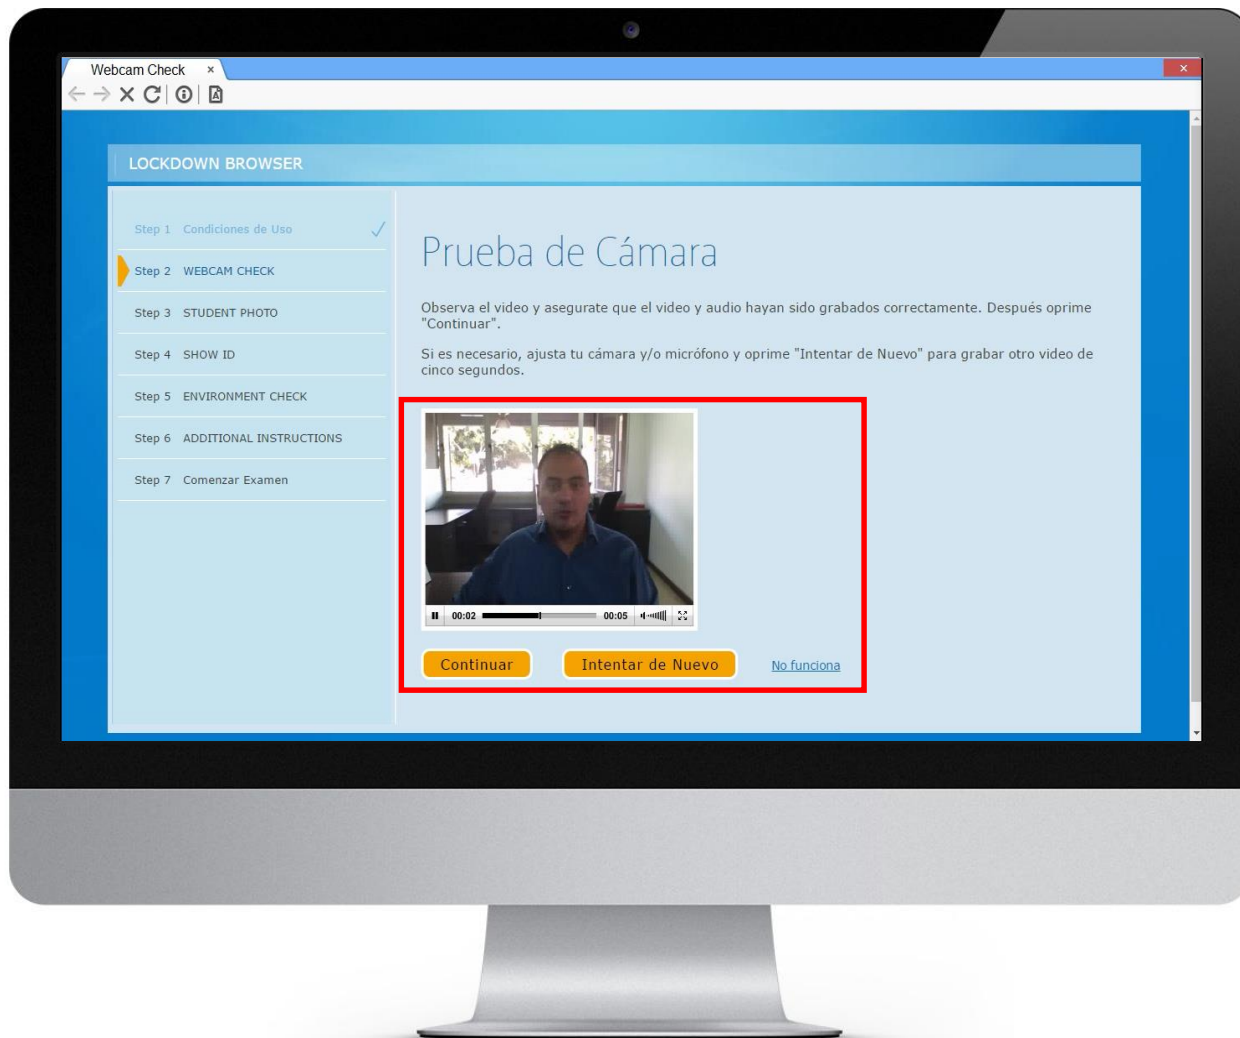 Webcam Check
LOCKDOWN BROWSER
Step 1 Condiciones de Uso
Step 2 WEBCAM CHECK
Step 3 STUDENT PHOTO
Step 4 SHOW ID
Step 5 ENVIRONMENT CHECK
Step 6 ADDITIONAL INSTRUCTIONS
Step 7 Comenzar Examen
Prueba de Cámara
Observa el video y asegurate que el video y audio hayan sido grabados correctamente. Después oprime
"Continuar".
Si es necesario, ajusta tu cámara y/o micrófono y oprime "Intentar de Nuevo" para grabar otro video de
cinco segundos.
00:02 00:05
Continuar Intentar de Nuevo No funciona